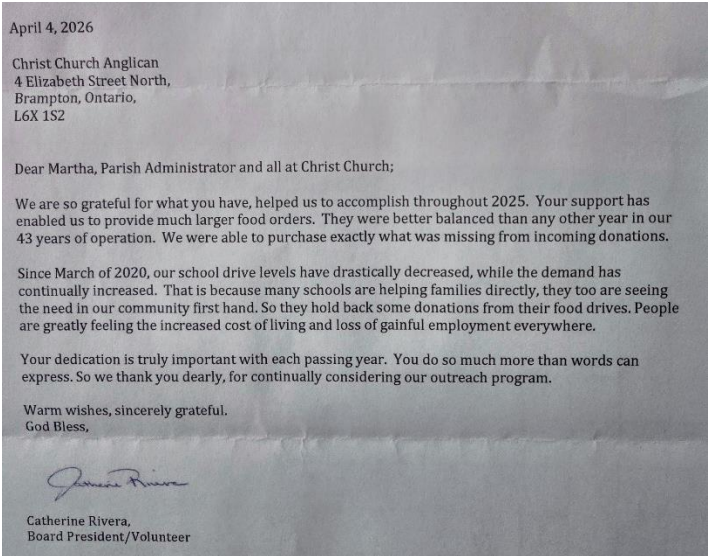 April 4, 2026
Christ Church Anglican
4 Elizabeth Street North,
Brampton, Ontario,
L6X 1S2
Dear Martha, Parish Administrator and all at Christ Church;
We are so grateful for what you have, helped us to accomplish throughout 2025. Your support has
enabled us to provide much larger food orders. They were better balanced than any other year in our
43 years of operation. We were able to purchase exactly what was missing from incoming donations.
Since March of 2020, our school drive levels have drastically decreased, while the demand has
continually increased. That is because many schools are helping families directly, they too are seeing
the need in our community first hand. So they hold back some donations from their food drives. People
are greatly feeling the increased cost of living and loss of gainful employment everywhere.
Your dedication is truly important with each passing year. You do so much more than words can
express. So we thank you dearly, for continually considering our outreach program.
Warm wishes, sincerely grateful.
God Bless,
Catherine Rivera
Catherine Rivera,
Board President/Volunteer